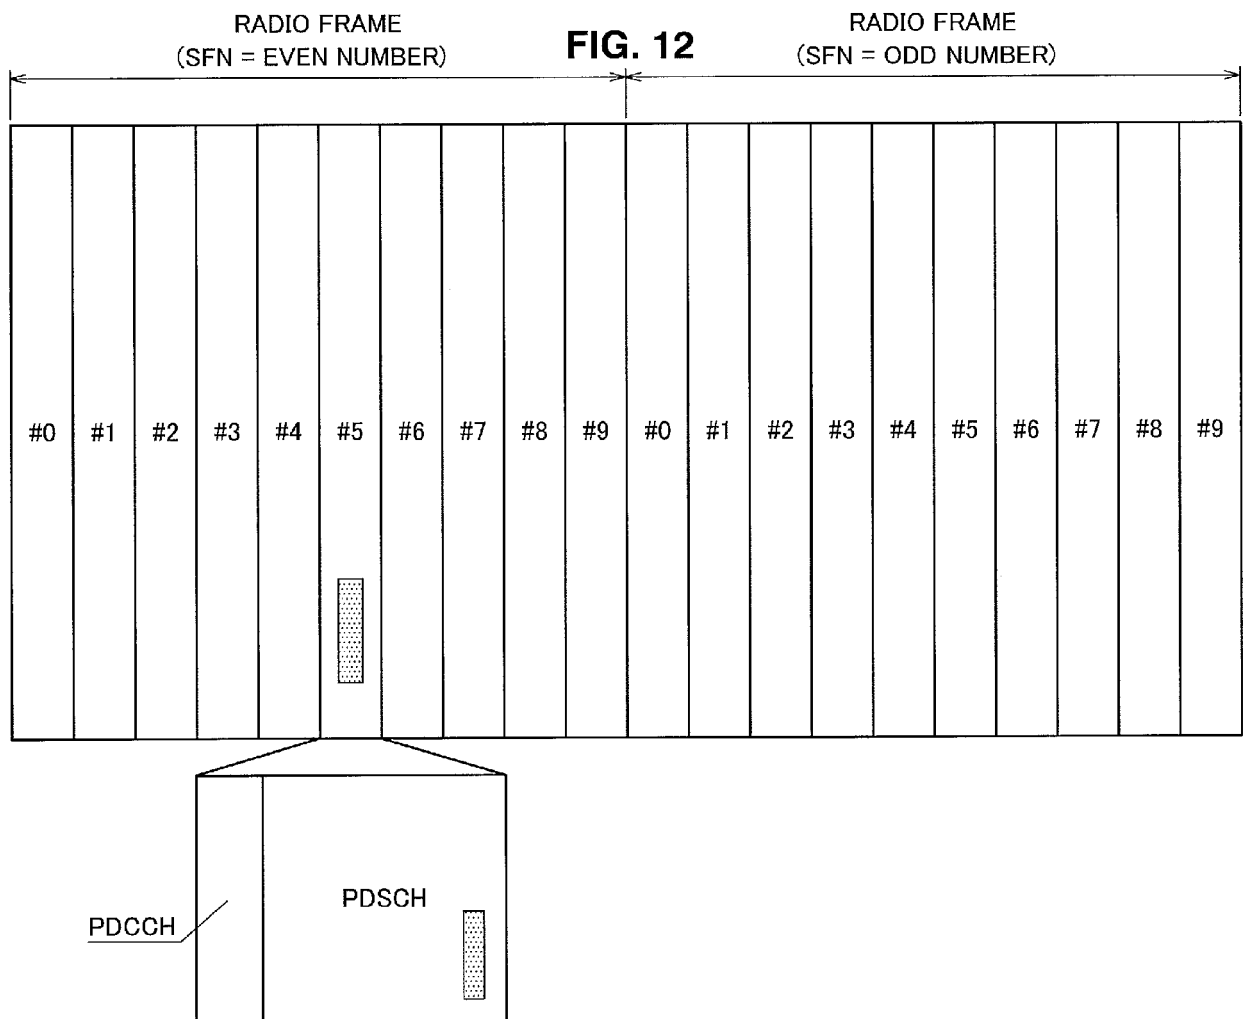 RADIO FRAME
(SFN = EVEN NUMBER)
FIG. 12
RADIO FRAME
(SFN = ODD NUMBER)
#0 #1 #2 #3 #4 #5 #6 #7 #8 #9 #0 #1 #2 #3 #4 #5 #6 #7 #8 #9
PDSCH
PDCCH